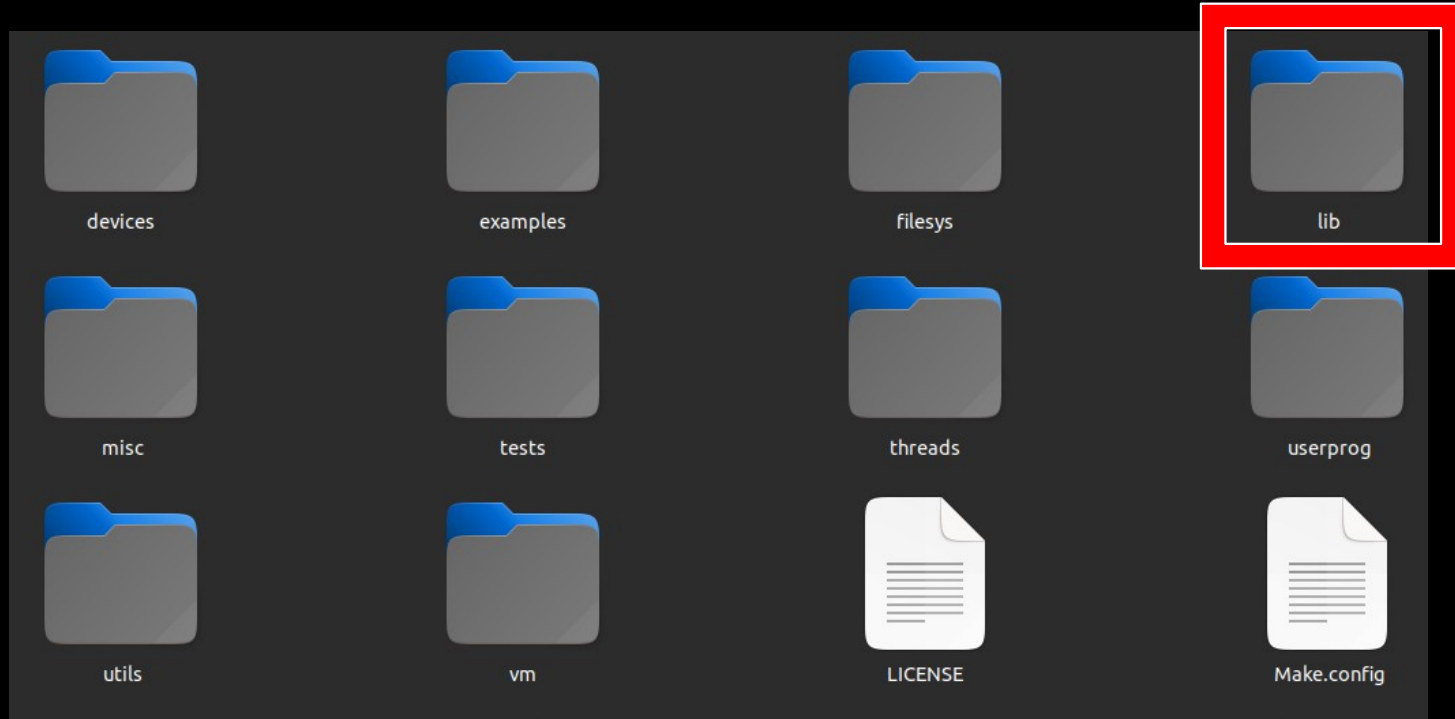 devices examples filesys lib
misc tests threads userprog
utils vm LICENSE Make.config